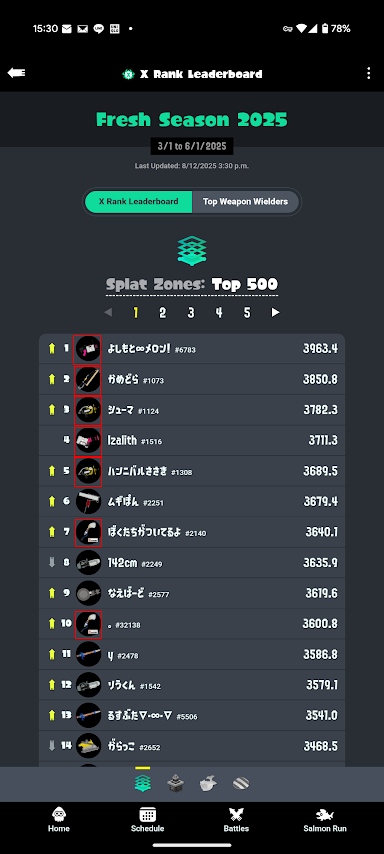 15:30
78%
X Rank Leaderboard
Fresh Season 2025
3/1 to 6/1/2025
Last Updated: 8/12/2025 3:30 p.m.
X Rank Leaderboard Top Weapon Wielders
Splat Zones: Top 500
1 2 3 4 5
1 よしもと∞メロン! #6783 3963.4
2 かめどら #1073 3850.8
3 シューマ #1124 3782.3
4 Izalith #1516 3711.3
5 ハンニバルささき #1308 3689.5
6 ムギぽん #2251 3679.4
7 ぼくたちがついてるよ #2140 3640.1
8 142cm #2249 3635.9
9 なえばーど #2577 3619.6
10 。 #32138 3600.8
11 y #2478 3586.8
12 りうくん #1542 3579.1
13 るすぶた∇･∞･∇ #5506 3541.0
14 がらっこ #2652 3468.5
Home Schedule Battles Salmon Run